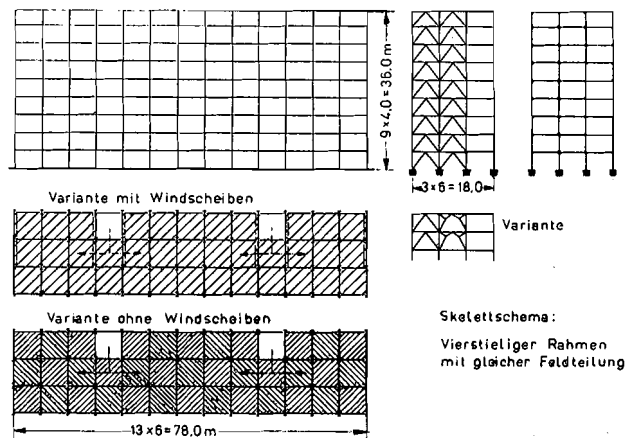 9 x 4,0 = 36,0 m
3 x 6 = 18,0
Variante mit Windscheiben
Variante
Variante ohne Windscheiben
Skelettschema:
Vierstieliger Rahmen
mit gleicher Feldteilung
13 x 6 = 78,0 m